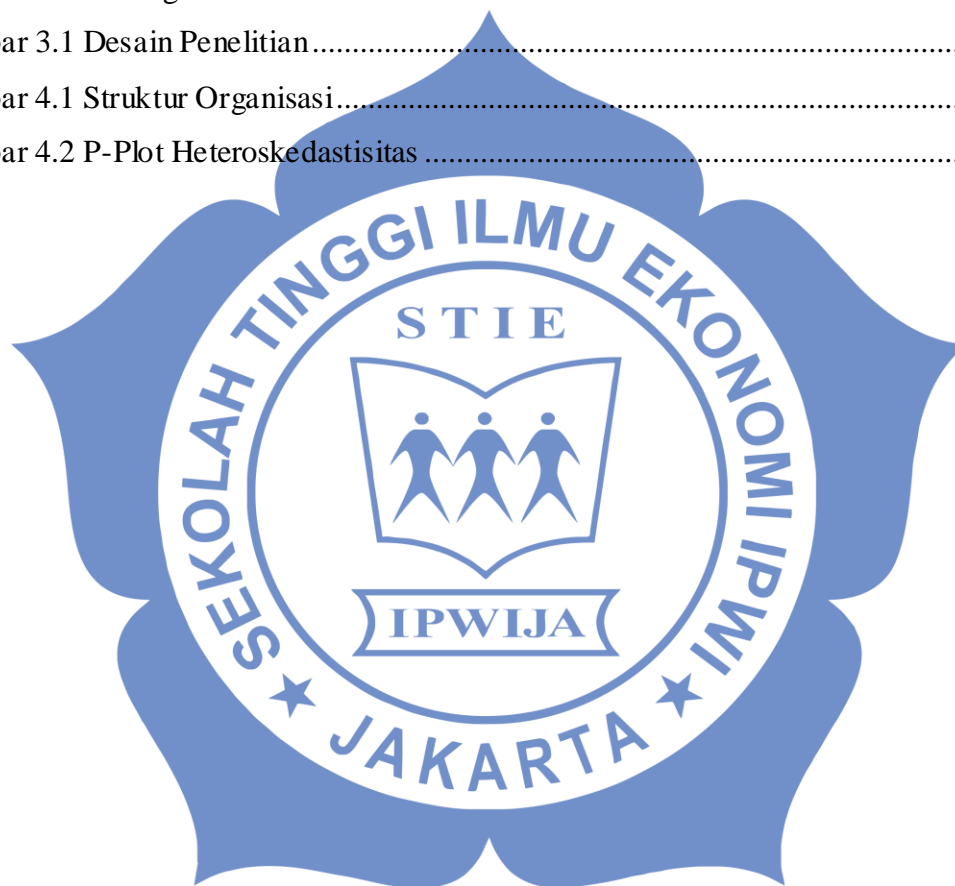 ar 3.1 Desain Penelitian
ar 4.1 Struktur Organisasi
ar 4.2 P-Plot Heteroskedastisitas
SEKOLAH TINGGI ILMU EKONOMI IPWI
STIE
IPWIJA
JAKARTA